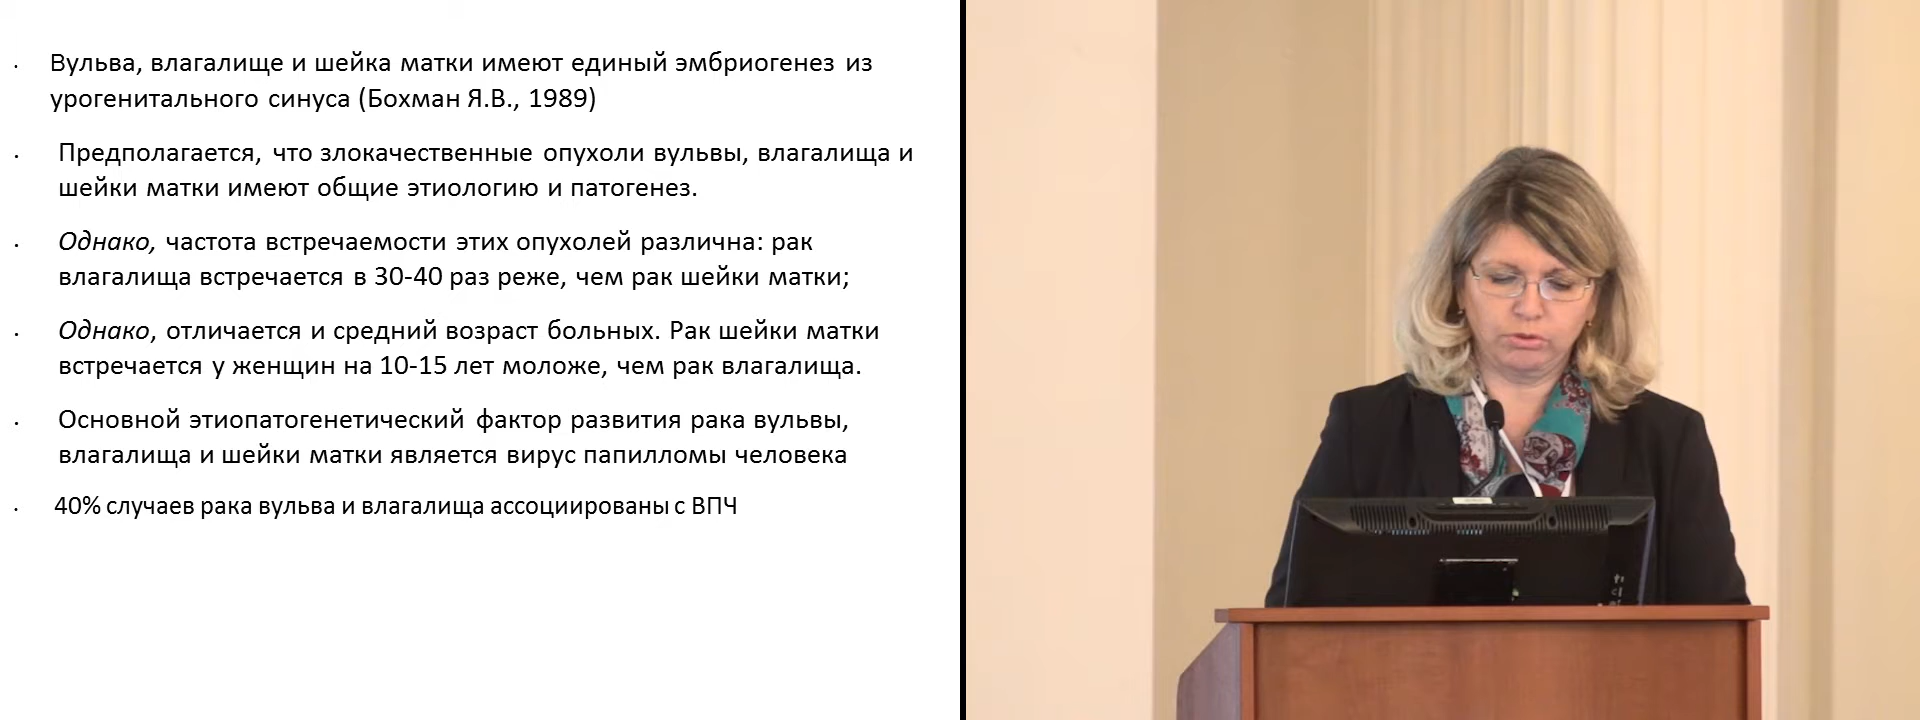 • Вульва, влагалище и шейка матки имеют единый эмбриогенез из
урогенитального синуса (Бохман Я.В., 1989)
• Предполагается, что злокачественные опухоли вульвы, влагалища и
шейки матки имеют общие этиологию и патогенез.
• Однако, частота встречаемости этих опухолей различна: рак
влагалища встречается в 30-40 раз реже, чем рак шейки матки;
• Однако, отличается и средний возраст больных. Рак шейки матки
встречается у женщин на 10-15 лет моложе, чем рак влагалища.
• Основной этиопатогенетический фактор развития рака вульвы,
влагалища и шейки матки является вирус папилломы человека
• 40% случаев рака вульва и влагалища ассоциированы с ВПЧ